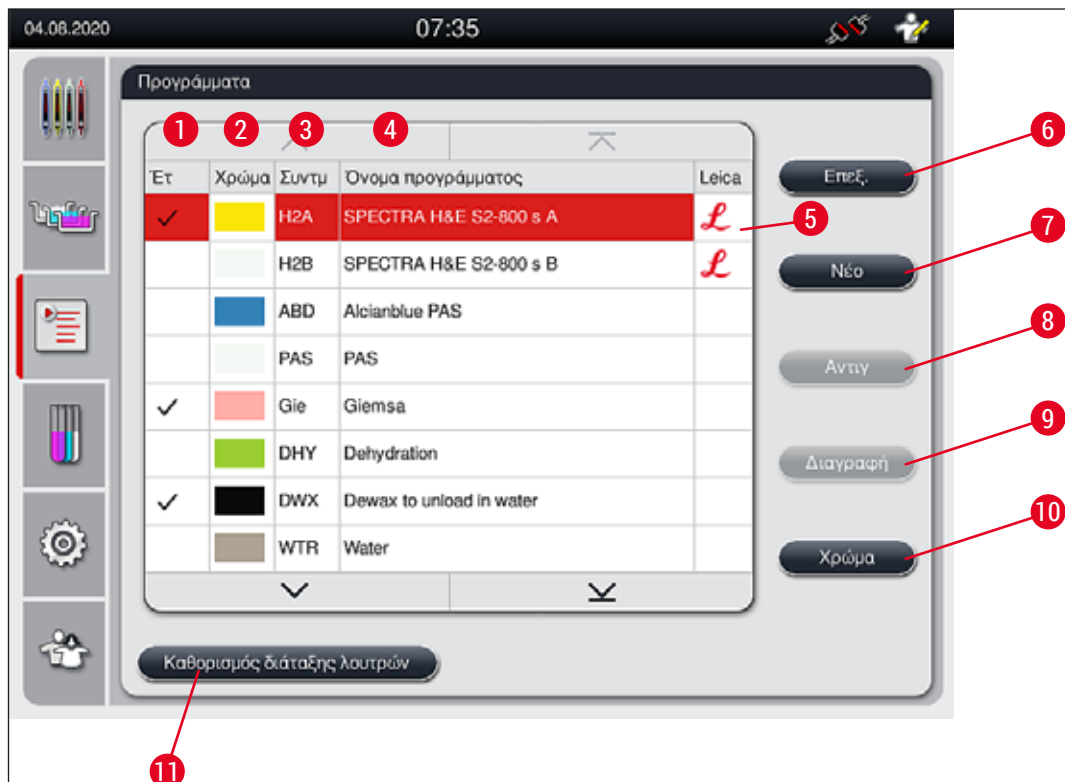 04.08.2020 07:35
Προγράμματα
1 2 3 4
Έτ Χρώμα Συντμ Όνομα προγράμματος Leica
H2A SPECTRA H&E S2-800 s A L
H2B SPECTRA H&E S2-800 s B L
ABD Alcianblue PAS
PAS PAS
Gie Giemsa
DHY Dehydration
DWX Dewax to unload in water
WTR Water
Καθορισμός διάταξης λουτρών
Επεξ.
Νέο
Αντιγ
Διαγραφή
Χρώμα
5
6
7
8
9
10
11